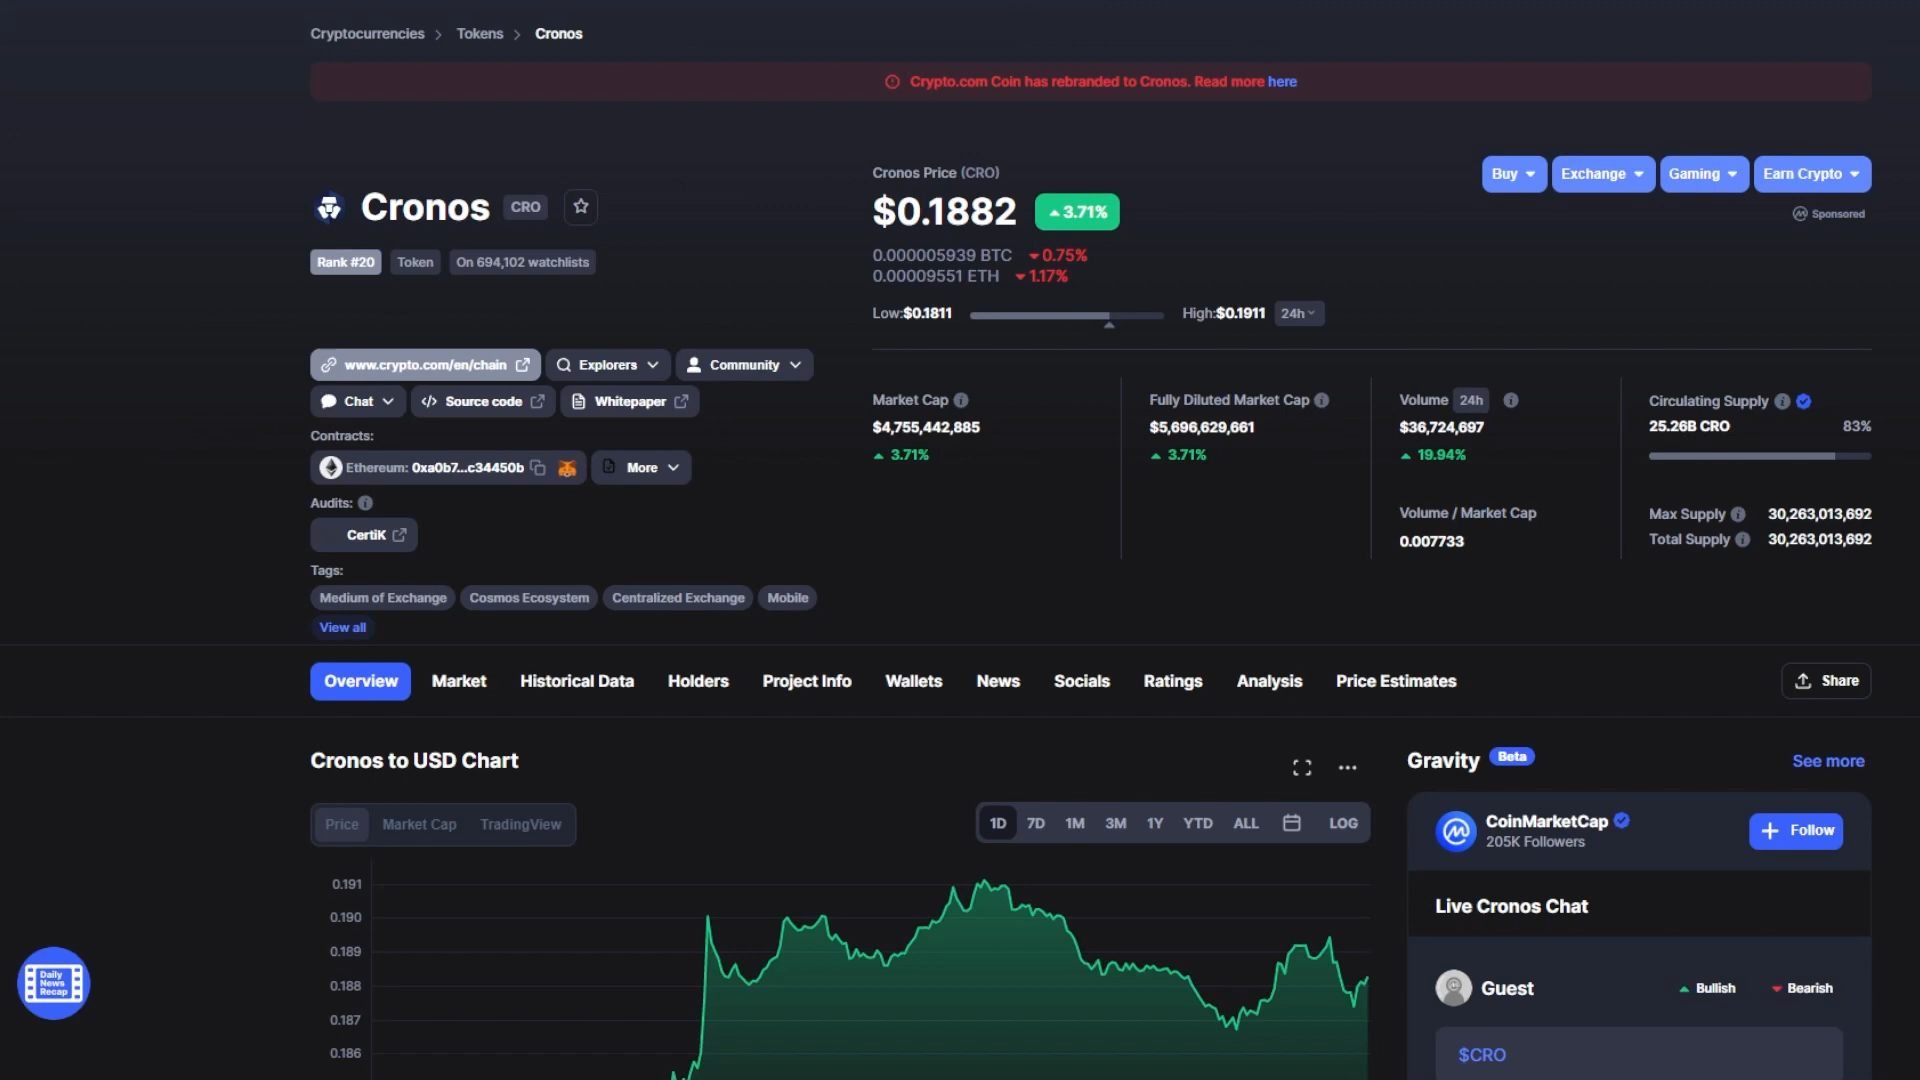 Cryptocurrencies > Tokens > Cronos
Crypto.com Coin has rebranded to Cronos. Read more here
Cronos CRO
Rank #20 Token On 694,102 watchlists
Cronos Price (CRO)
$0.1882 3.71%
0.000005939 BTC 0.75%
0.00009551 ETH 1.17%
Low:$0.1811 High:$0.1911 24h
Buy Exchange Gaming Earn Crypto
Sponsored
www.crypto.com/en/chain Explorers Community
Chat Source code Whitepaper
Contracts:
Ethereum: 0xa0b7...c34450b More
Audits:
CertiK
Tags:
Medium of Exchange Cosmos Ecosystem Centralized Exchange Mobile
View all
Market Cap
$4,755,442,885
3.71%
Fully Diluted Market Cap
$5,696,629,661
3.71%
Volume 24h
$36,724,697
19.94%
Volume / Market Cap
0.007733
Circulating Supply
25.26B CRO 83%
Max Supply 30,263,013,692
Total Supply 30,263,013,692
Overview Market Historical Data Holders Project Info Wallets News Socials Ratings Analysis Price Estimates Share
Cronos to USD Chart
Price Market Cap TradingView
1D 7D 1M 3M 1Y YTD ALL LOG
0.191
0.190
0.189
0.188
0.187
0.186
Gravity Beta See more
CoinMarketCap
205K Followers
+ Follow
Live Cronos Chat
Guest Bullish Bearish
$CRO
Daily
News
Recap